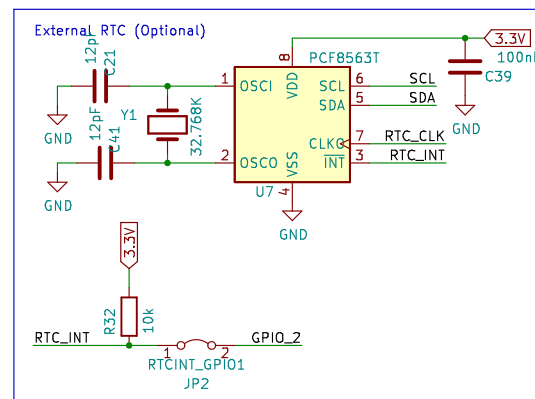 External RTC (Optional)
12pF
C21
GND
12pF
C41
GND
Y1
32.768K
1
OSCI
2
OSCO
8
VDD
PCF8563T
SCL
6
SCL
SDA
5
SDA
7
RTC_CLK
INT
3
RTC_INT
VSS
4
U7
GND
3.3V
C39
GND
3.3V
R32
10k
RTC_INT
1
2
GPIO_2
RTCINT_GPIO1
JP2